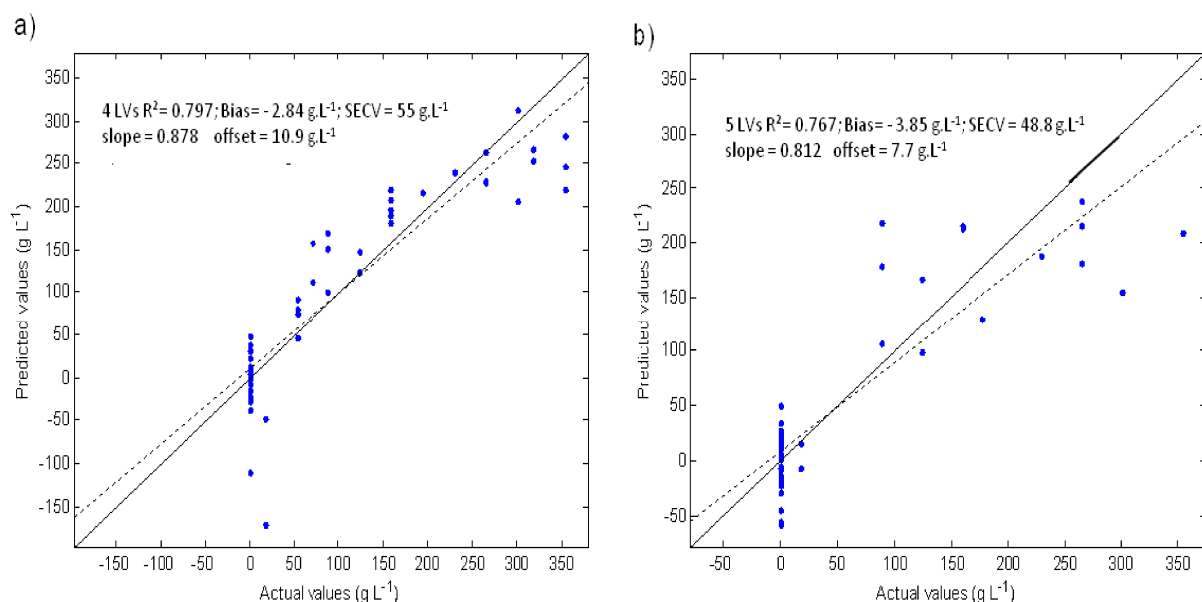 a)
4 LVs R²= 0.797; Bias= - 2.84 g.L⁻¹; SECV = 55 g.L⁻¹
slope = 0.878 offset = 10.9 g.L⁻¹
Predicted values (g L⁻¹)
350
300
250
200
150
100
50
0
-50
-100
-150
-150 -100 -50 0 50 100 150 200 250 300 350
Actual values (g L⁻¹)
b)
5 LVs R²= 0.767; Bias= - 3.85 g.L⁻¹; SECV= 48.8 g.L⁻¹
slope = 0.812 offset = 7.7 g.L⁻¹
Predicted values (g L⁻¹)
350
300
250
200
150
100
50
0
-50
-50 0 50 100 150 200 250 300 350
Actual values (g L⁻¹)